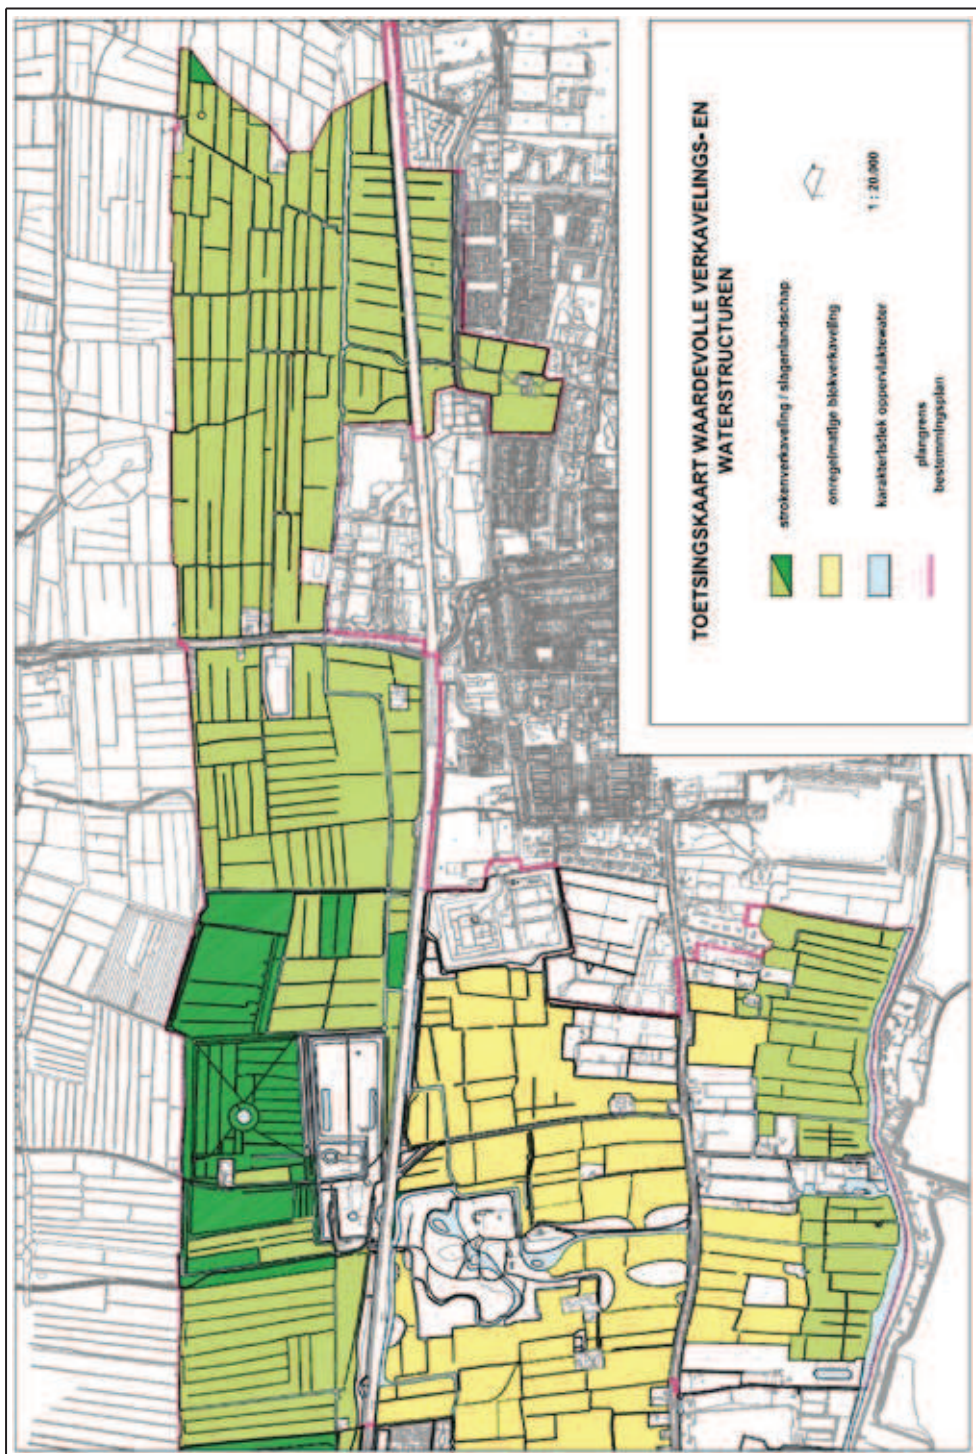 TOETSINGSKAART WAARDEVOLLE VERKAVELINGS- EN
WATERSTRUCTUREN
strokenverkaveling / slagenlandschap
onregelmatige blokverkaveling
karakteristiek oppervlaktewater
1 : 20.000
plangrens
bestemmingsplan